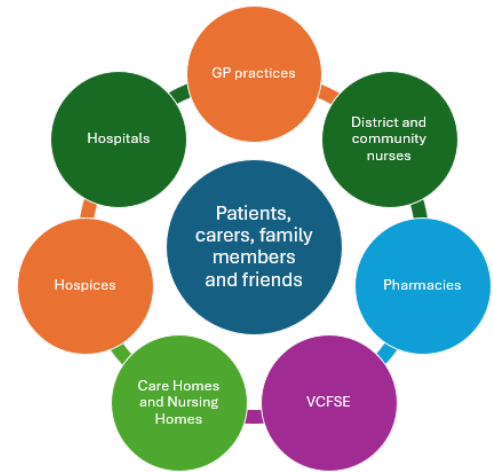 GP practices
Hospitals
District and
community
nurses
Patients,
carers, family
members
and friends
Hospices
Pharmacies
Care Homes
and Nursing
Homes
VCFSE